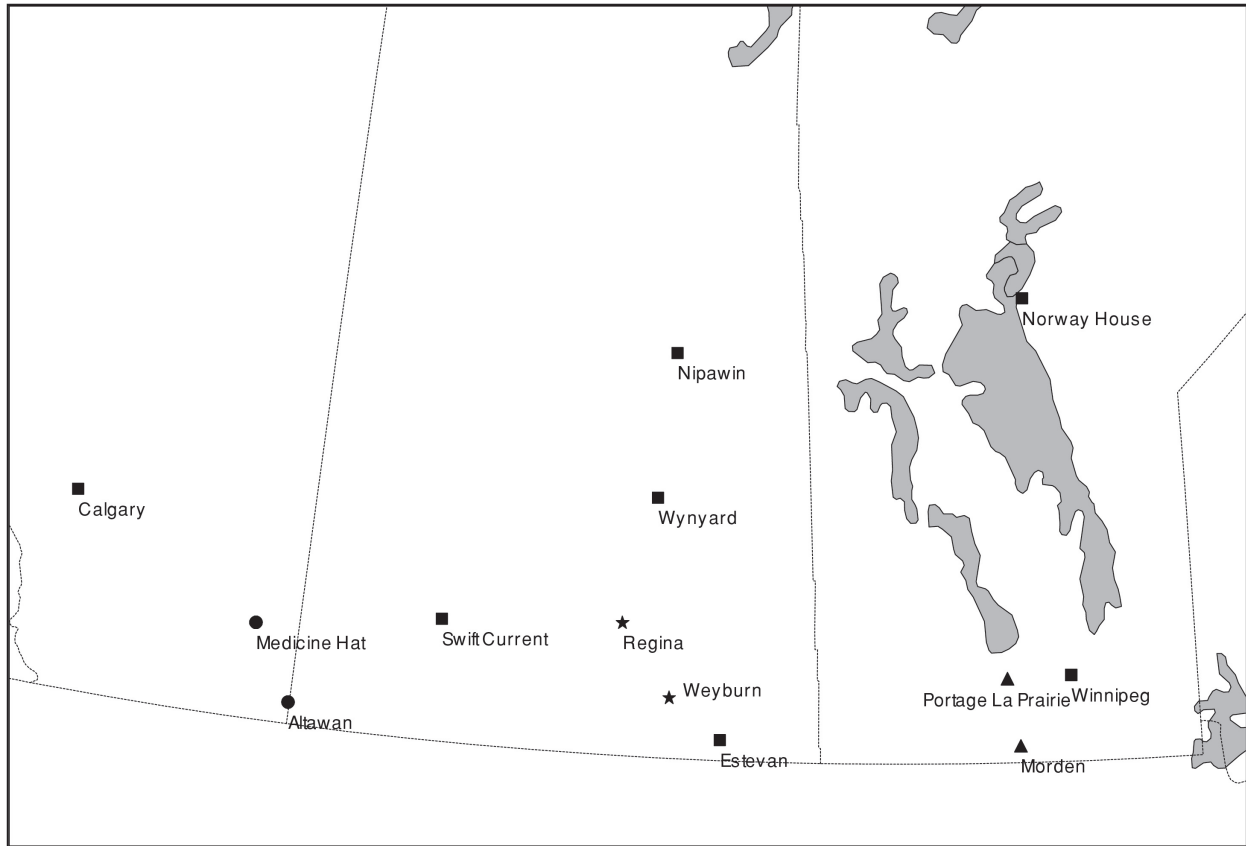 Norway House
Nipawin
Calgary
Wynyard
Medicine Hat
Swift Current
Regina
Weyburn
Portage La Prairie
Winnipeg
Altawan
Estevan
Morden